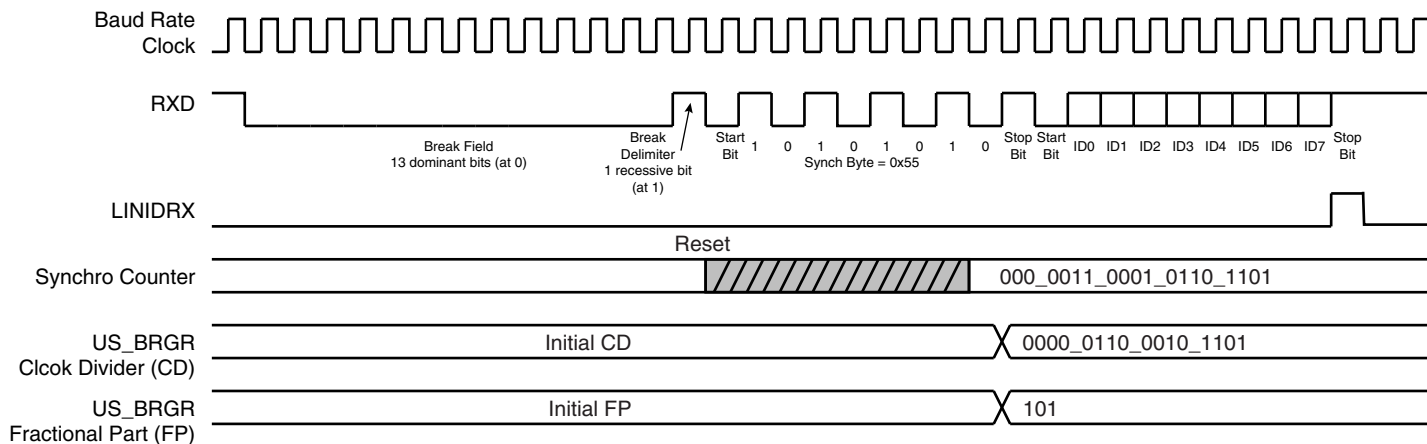 Baud Rate
Clock
RXD
Break Field
13 dominant bits (at 0)
Break
Delimiter
1 recessive bit
(at 1)
Start
Bit
1 0 1 0 1 0 1 0
Synch Byte = 0x55
Stop
Bit
Start
Bit
ID0 ID1 ID2 ID3 ID4 ID5 ID6 ID7
Stop
Bit
LINIDRX
Reset
Synchro Counter
000_0011_0001_0110_1101
US_BRGR
Clcok Divider (CD)
Initial CD
0000_0110_0010_1101
US_BRGR
Fractional Part (FP)
Initial FP
101